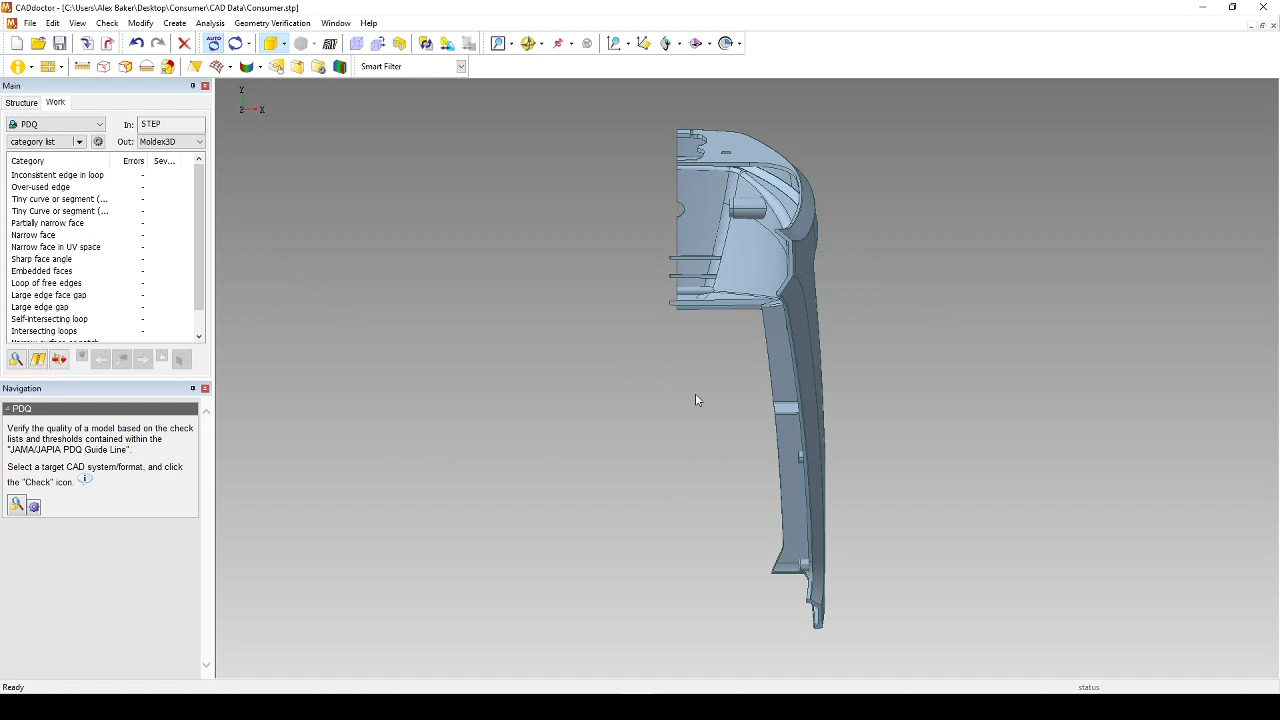 CADdoctor - [C:\Users\Alex Baker\Desktop\Consumer\CAD Data\Consumer.stp]
File Edit View Check Modify Create Analysis Geometry Verification Window Help
AUTO
Smart Filter
Main
Structure Work
PDQ In: STEP
category list Out: Moldex3D
Category Errors Sev...
Inconsistent edge in loop -
Over-used edge -
Tiny curve or segment (... -
Tiny Curve or segment (... -
Partially narrow face -
Narrow face -
Narrow face in UV space -
Sharp face angle -
Embedded faces -
Loop of free edges -
Large edge face gap -
Large edge gap -
Self-intersecting loop -
Intersecting loops -
Navigation
PDQ
Verify the quality of a model based on the check
lists and thresholds contained within the
"JAMA/JAPIA PDQ Guide Line".
Select a target CAD system/format, and click
the "Check" icon.
Y
Z X
Ready status